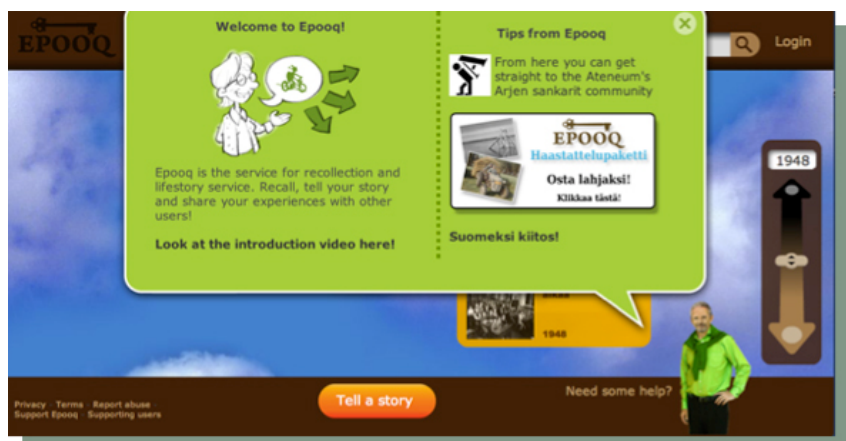 EPOOQ
Login
Welcome to Epooq!
Epooq is the service for recollection and
lifestory service. Recall, tell your story
and share your experiences with other
users!
Look at the introduction video here!
Tips from Epooq
From here you can get
straight to the Ateneum's
Arjen sankarit community
EPOOQ
Haastattelupaketti
Osta lahjaksi!
Klikkaa tästä!
Suomeksi kiitos!
1948
1948
Privacy · Terms · Report abuse ·
Support Epooq · Supporting users
Tell a story
Need some help?